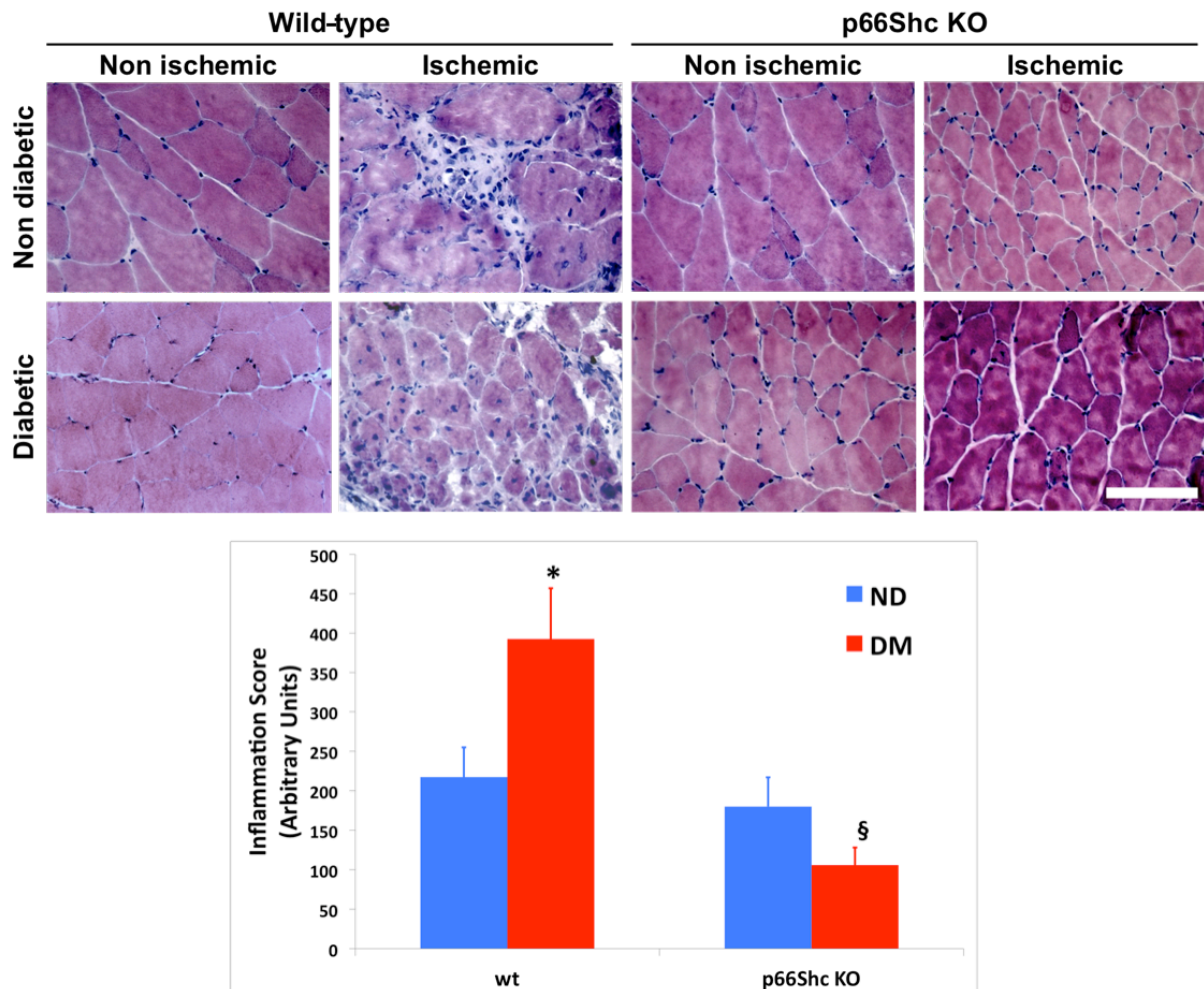 Wild-type p66Shc KO
Non ischemic Ischemic Non ischemic Ischemic
Non diabetic
Diabetic
Inflammation Score
(Arbitrary Units)
500
450
400
350
300
250
200
150
100
50
0
*
§
ND
DM
wt p66Shc KO